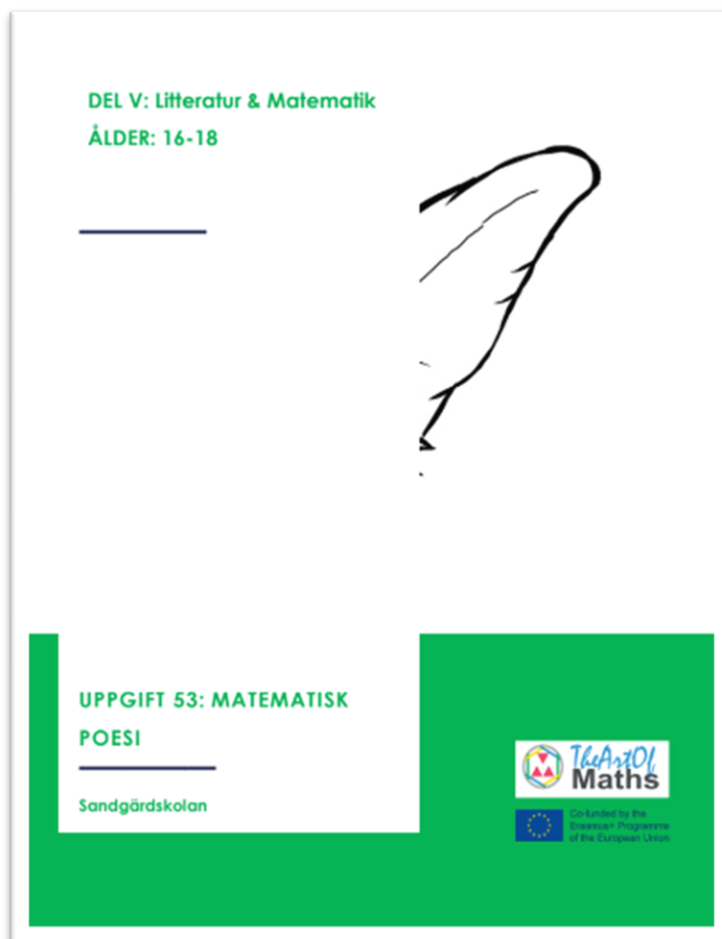 DEL V: Litteratur & Matematik
ÅLDER: 16-18
UPPGIFT 53: MATEMATISK
POESI
Sandgärdskolan
TheArtOf
Maths
Co-funded by the
Erasmus+ Programme
of the European Union